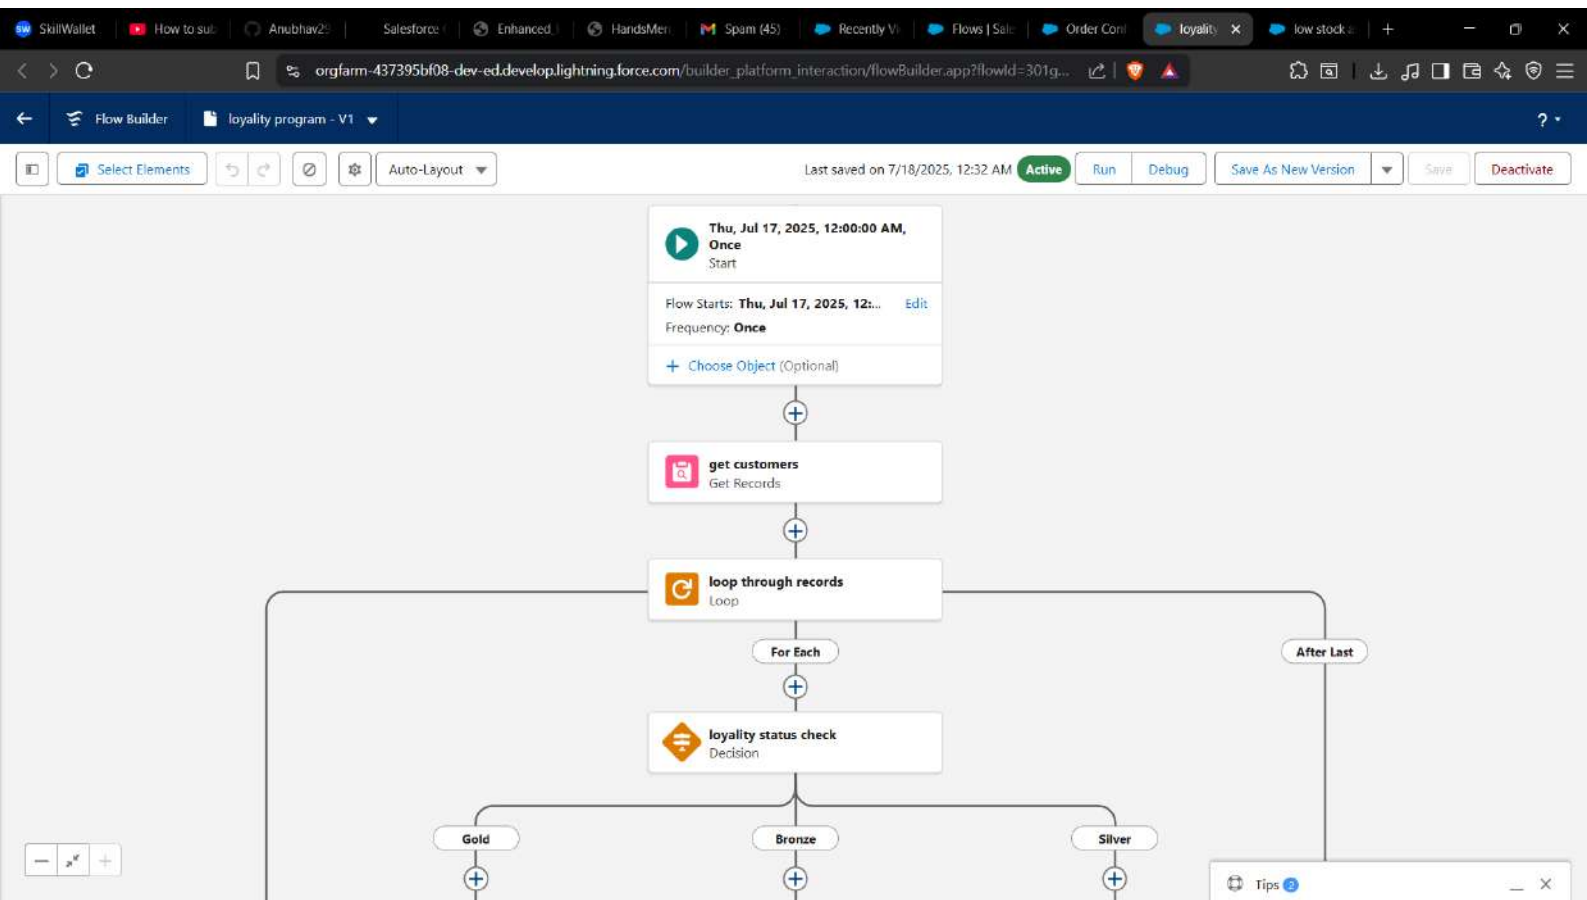 SkillWallet
How to sub
Anubhav29
Salesforce
Enhanced
HandsMen
Spam (45)
Recently Vi
Flows | Sale
Order Conf
loyality
low stock a
orgfarm-437395bf08-dev-ed.develop.lightning.force.com/builder_platform_interaction/flowBuilder.app?flowId=301g...
Flow Builder
loyality program - V1
?
Select Elements
Auto-Layout
Last saved on 7/18/2025, 12:32 AM
Active
Run
Debug
Save As New Version
Save
Deactivate
Thu, Jul 17, 2025, 12:00:00 AM,
Once
Start
Flow Starts: Thu, Jul 17, 2025, 12:...
Edit
Frequency: Once
+ Choose Object (Optional)
get customers
Get Records
loop through records
Loop
For Each
After Last
loyality status check
Decision
Gold
Bronze
Silver
Tips 2